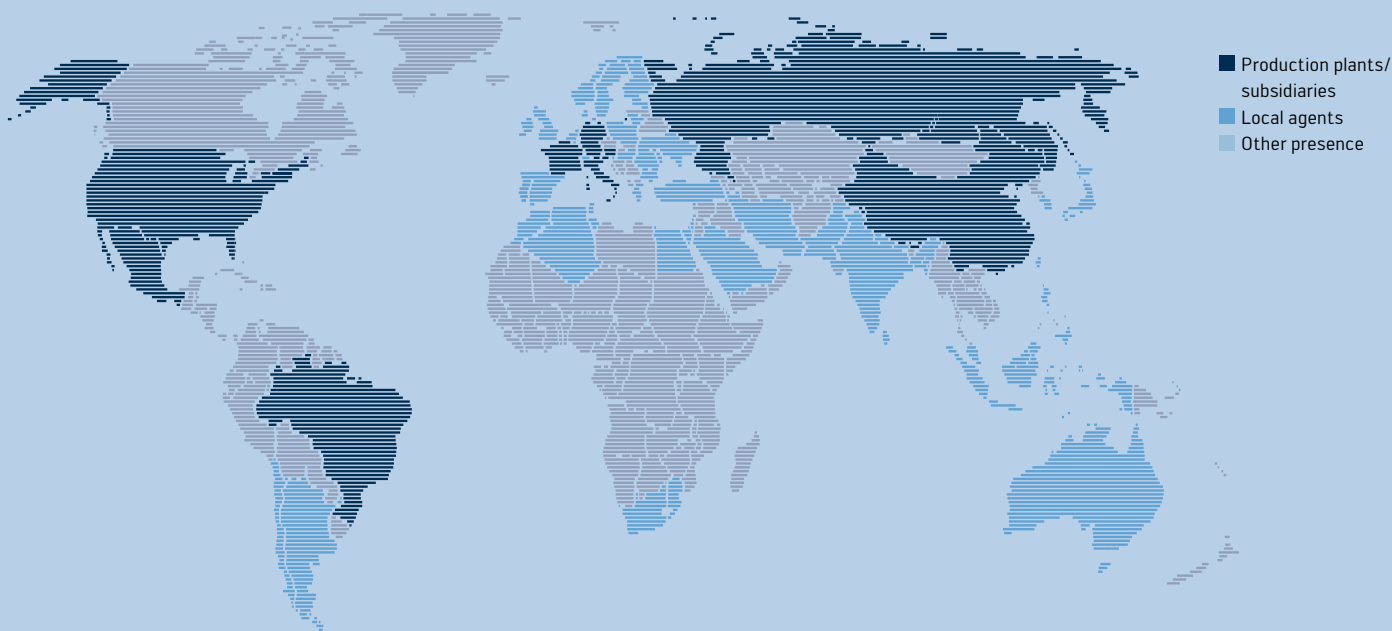 Production plants/
subsidiaries
Local agents
Other presence